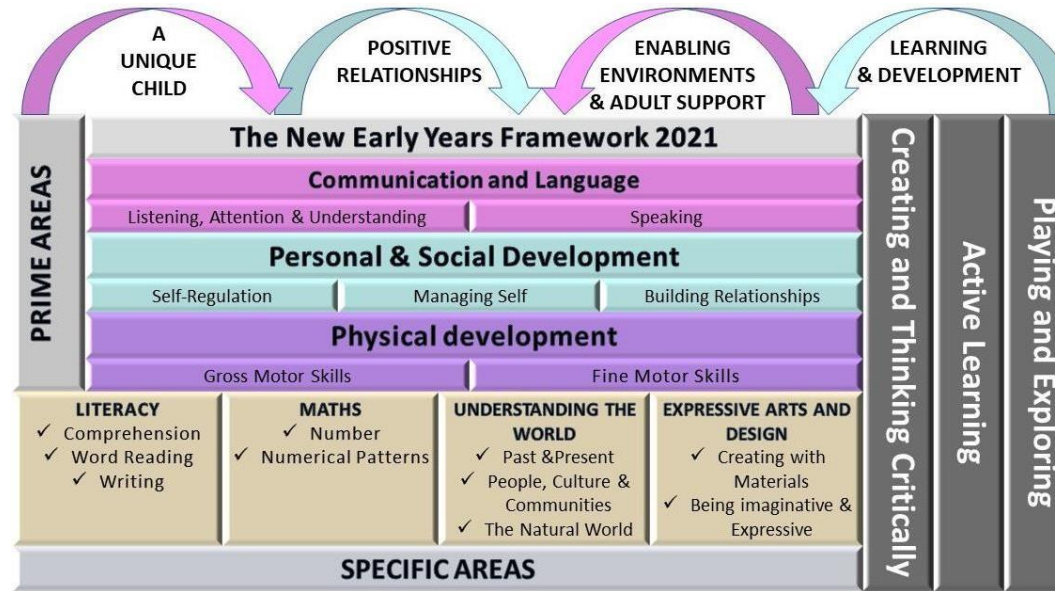 A
UNIQUE
CHILD
POSITIVE
RELATIONSHIPS
ENABLING
ENVIRONMENTS
& ADULT SUPPORT
LEARNING
& DEVELOPMENT
PRIME AREAS
The New Early Years Framework 2021
Communication and Language
Listening, Attention & Understanding
Speaking
Personal & Social Development
Self-Regulation
Managing Self
Building Relationships
Physical development
Gross Motor Skills
Fine Motor Skills
LITERACY
✓ Comprehension
✓ Word Reading
✓ Writing
MATHS
✓ Number
✓ Numerical Patterns
UNDERSTANDING THE
WORLD
✓ Past &Present
✓ People, Culture &
Communities
✓ The Natural World
EXPRESSIVE ARTS AND
DESIGN
✓ Creating with
Materials
✓ Being imaginative &
Expressive
SPECIFIC AREAS
Creating and Thinking Critically
Active Learning
Playing and Exploring